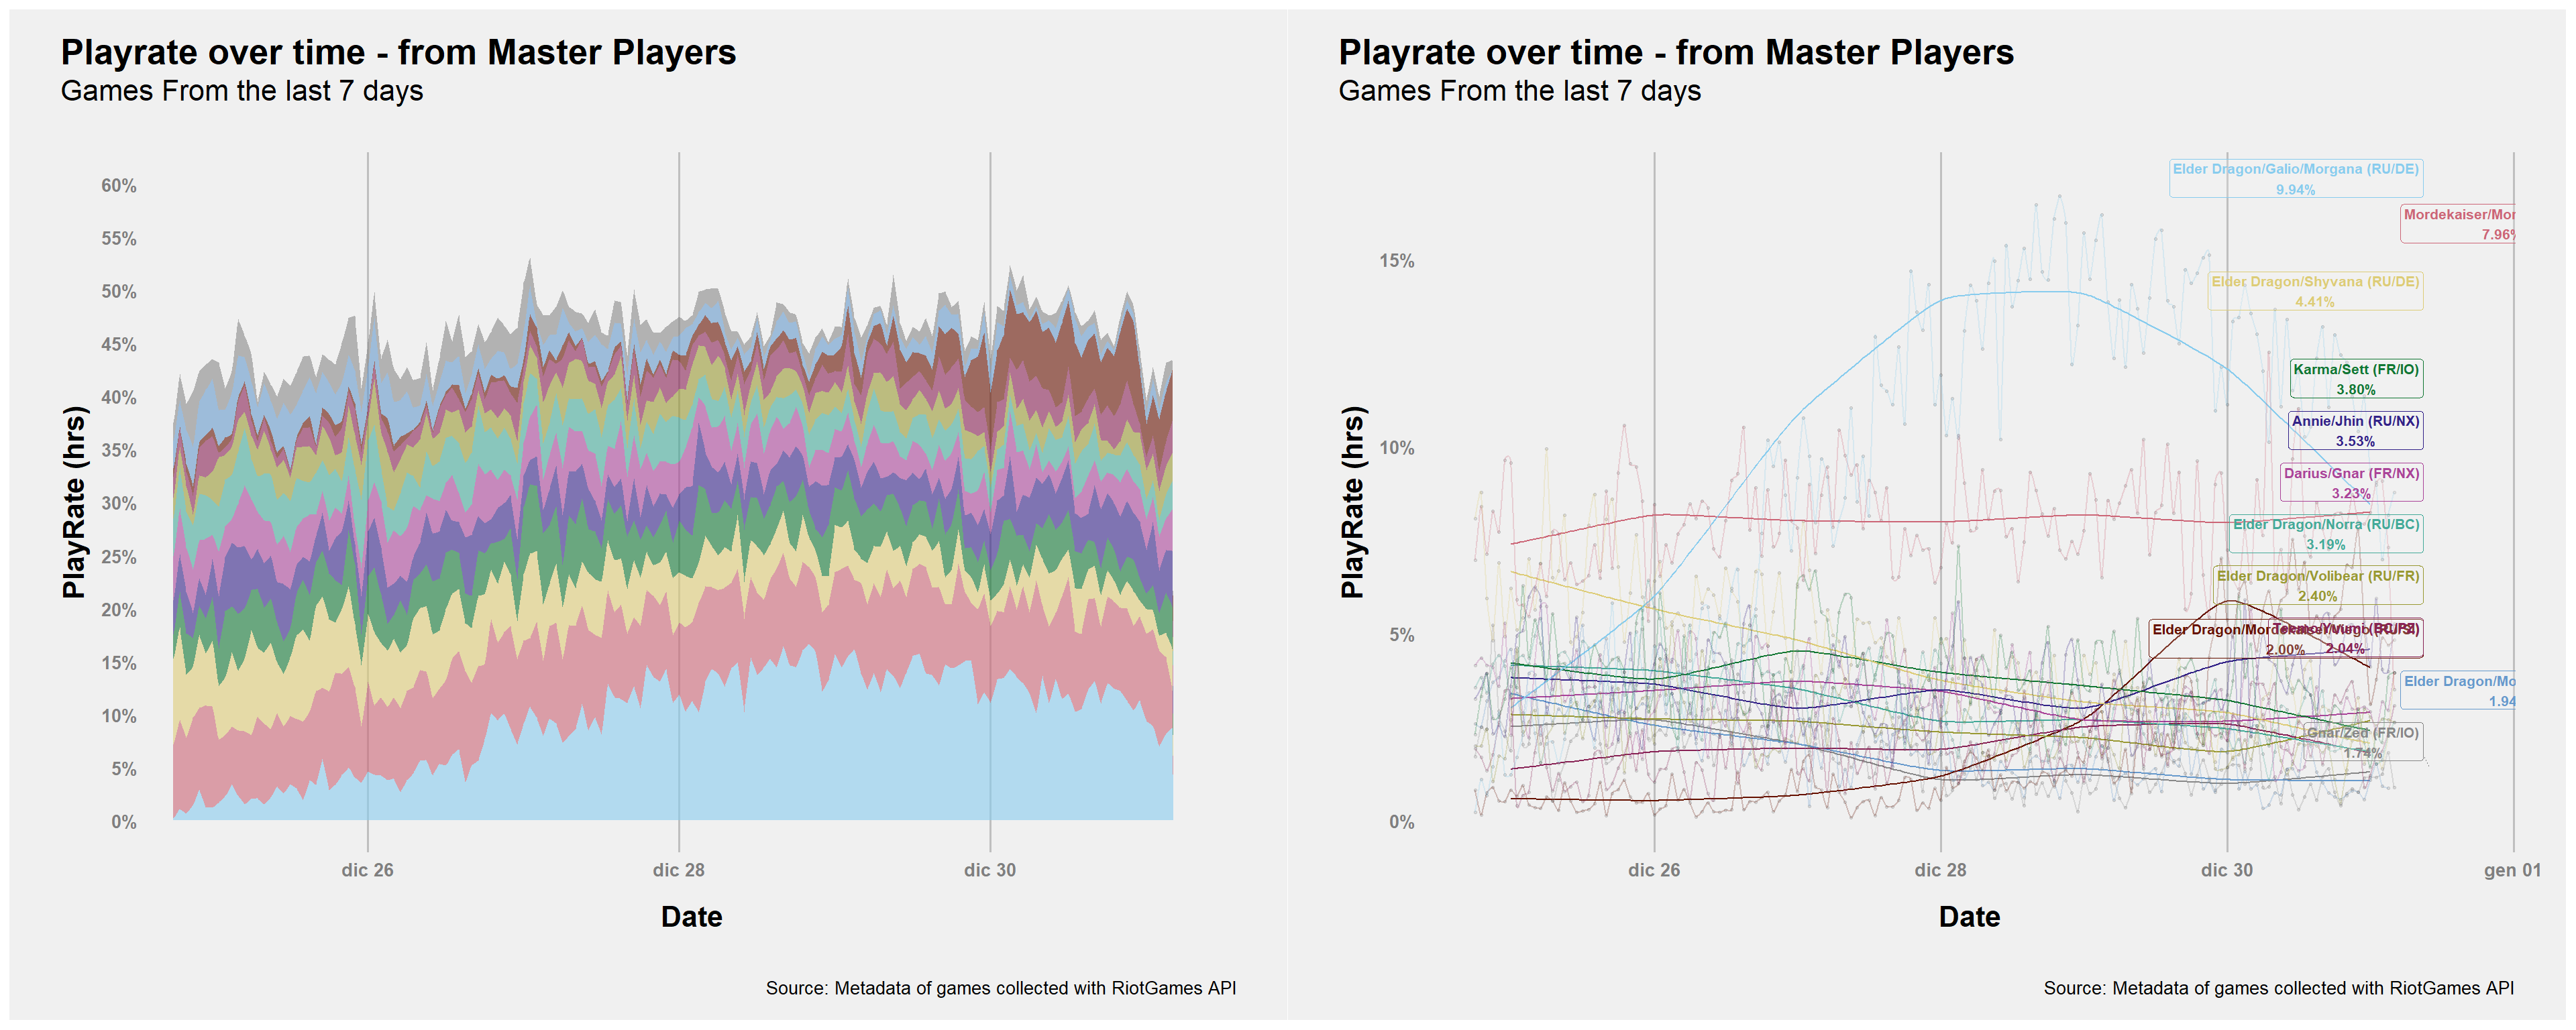 Playrate over time - from Master Players
Games From the last 7 days
PlayRate (hrs)
60%
55%
50%
45%
40%
35%
30%
25%
20%
15%
10%
5%
0%
dic 26
dic 28
dic 30
Date
Source: Metadata of games collected with RiotGames API
Playrate over time - from Master Players
Games From the last 7 days
PlayRate (hrs)
15%
10%
5%
0%
Elder Dragon/Galio/Morgana (RU/DE)
9.94%
Mordekaiser/Mor
7.96%
Elder Dragon/Shyvana (RU/DE)
4.41%
Karma/Sett (FR/IO)
3.80%
Annie/Jhin (RU/NX)
3.53%
Darius/Gnar (FR/NX)
3.23%
Elder Dragon/Norra (RU/BC)
3.19%
Elder Dragon/Volibear (RU/FR)
2.40%
Elder Dragon/Mordekaiser/Viego (RU/SI)
2.00%
2.04%
Elder Dragon/Mo
1.94
Gnar/Zed (FR/IO)
1.74%
dic 26
dic 28
dic 30
gen 01
Date
Source: Metadata of games collected with RiotGames API